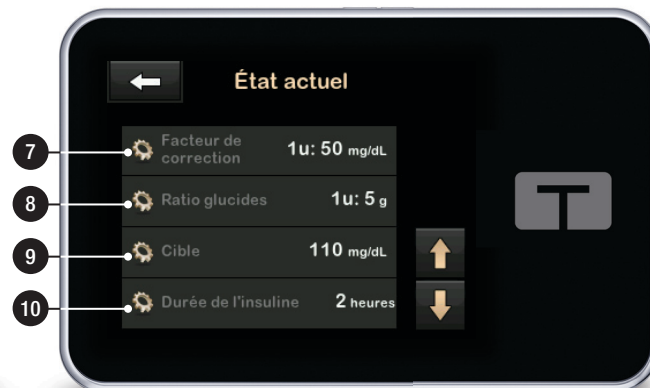 État actuel
7
Facteur de
correction
1u: 50 mg/dL
8
Ratio glucides
1u: 5 g
9
Cible
110 mg/dL
10
Durée de l'insuline
2 heures
T